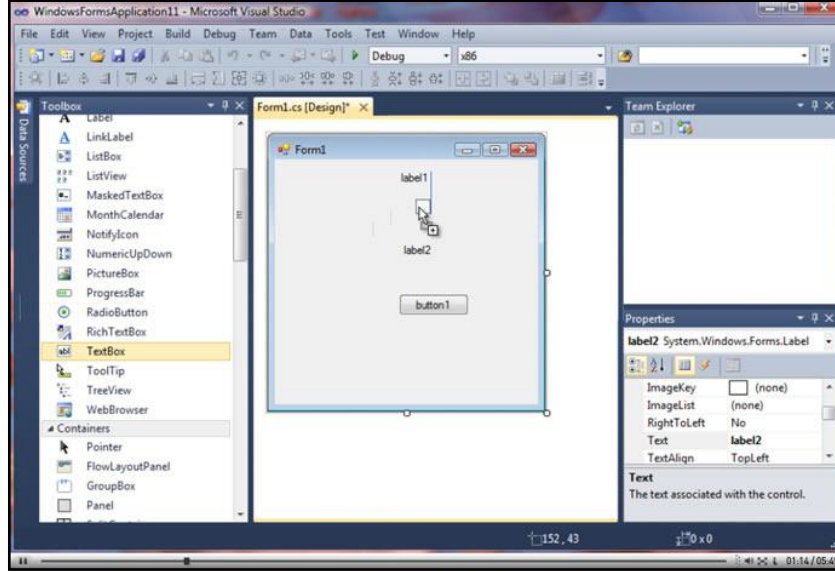 WindowsFormsApplication11 - Microsoft Visual Studio
File Edit View Project Build Debug Team Data Tools Test Window Help
Debug x86
Toolbox
Form1.cs [Design]*
Team Explorer
Data Sources
Label
LinkLabel
ListBox
ListView
MaskedTextBox
MonthCalendar
NotifyIcon
NumericUpDown
PictureBox
ProgressBar
RadioButton
RichTextBox
TextBox
ToolTip
TreeView
WebBrowser
Containers
Pointer
FlowLayoutPanel
GroupBox
Panel
Form1
label1
label2
button1
Properties
label2 System.Windows.Forms.Label
ImageKey (none)
ImageList (none)
RightToLeft No
Text label2
TextAlign TopLeft
Text
The text associated with the control.
152 , 43
0 x 0
01:14 / 05:4